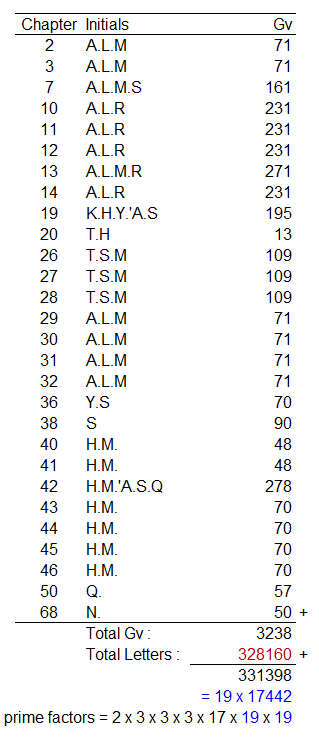 Chapter Initials Gv
2 A.L.M 71
3 A.L.M 71
7 A.L.M.S 161
10 A.L.R 231
11 A.L.R 231
12 A.L.R 231
13 A.L.M.R 271
14 A.L.R 231
19 K.H.Y.'A.S 195
20 T.H 13
26 T.S.M 109
27 T.S.M 109
28 T.S.M 109
29 A.L.M 71
30 A.L.M 71
31 A.L.M 71
32 A.L.M 71
36 Y.S 70
38 S 90
40 H.M. 48
41 H.M. 48
42 H.M.'A.S.Q 278
43 H.M. 70
44 H.M. 70
45 H.M. 70
46 H.M. 70
50 Q. 57
68 N. 50 +
Total Gv : 3238
Total Letters : 328160 +
331398
= 19 x 17442
prime factors = 2 x 3 x 3 x 3 x 17 x 19 x 19